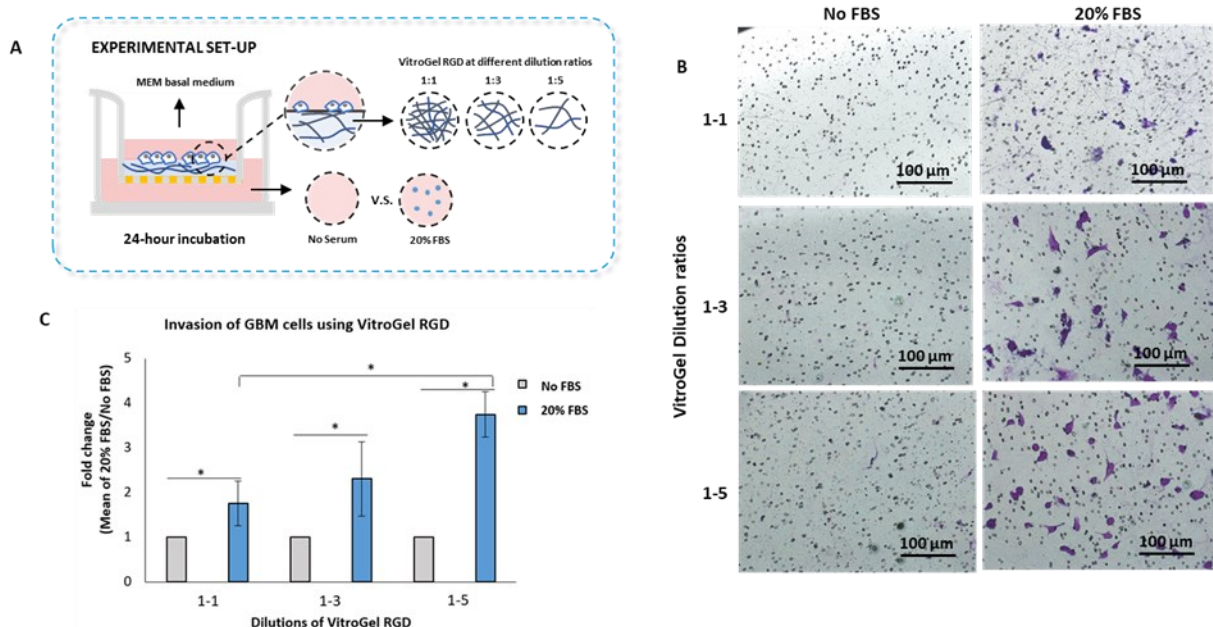 A
EXPERIMENTAL SET-UP
MEM basal medium
VitroGel RGD at different dilution ratios
1:1 1:3 1:5
V.S.
24-hour incubation
No Serum
20% FBS
B
No FBS 20% FBS
VitroGel Dilution ratios
1-1
100 µm 100 µm
1-3
100 µm 100 µm
1-5
100 µm 100 µm
C
Invasion of GBM cells using VitroGel RGD
Fold change
(Mean of 20% FBS/No FBS)
5
4
3
2
1
0
*
*
*
*
No FBS
20% FBS
1-1 1-3 1-5
Dilutions of VitroGel RGD